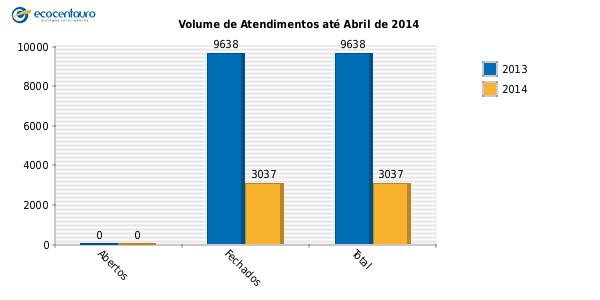 ecocentauro
Volume de Atendimentos até Abril de 2014
10000
8000
6000
4000
2000
0
0
0
9638
3037
9638
3037
Abertos
Fechados
Total
2013
2014